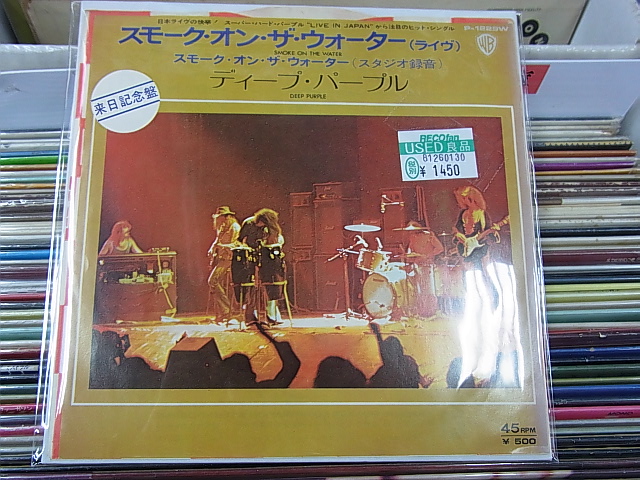 日本ライヴの快挙! スーパー・ハード・パープル "LIVE IN JAPAN" から注目のヒット・シングル
P-1229W
スモーク・オン・ザ・ウォーター(ライヴ)
SMOKE ON THE WATER
スモーク・オン・ザ・ウォーター(スタジオ録音)
ディープ・パープル
DEEP PURPLE
来日記念盤
RECOfan
USED 良品
81260130
税別
¥ 1450
45RPM
¥ 500